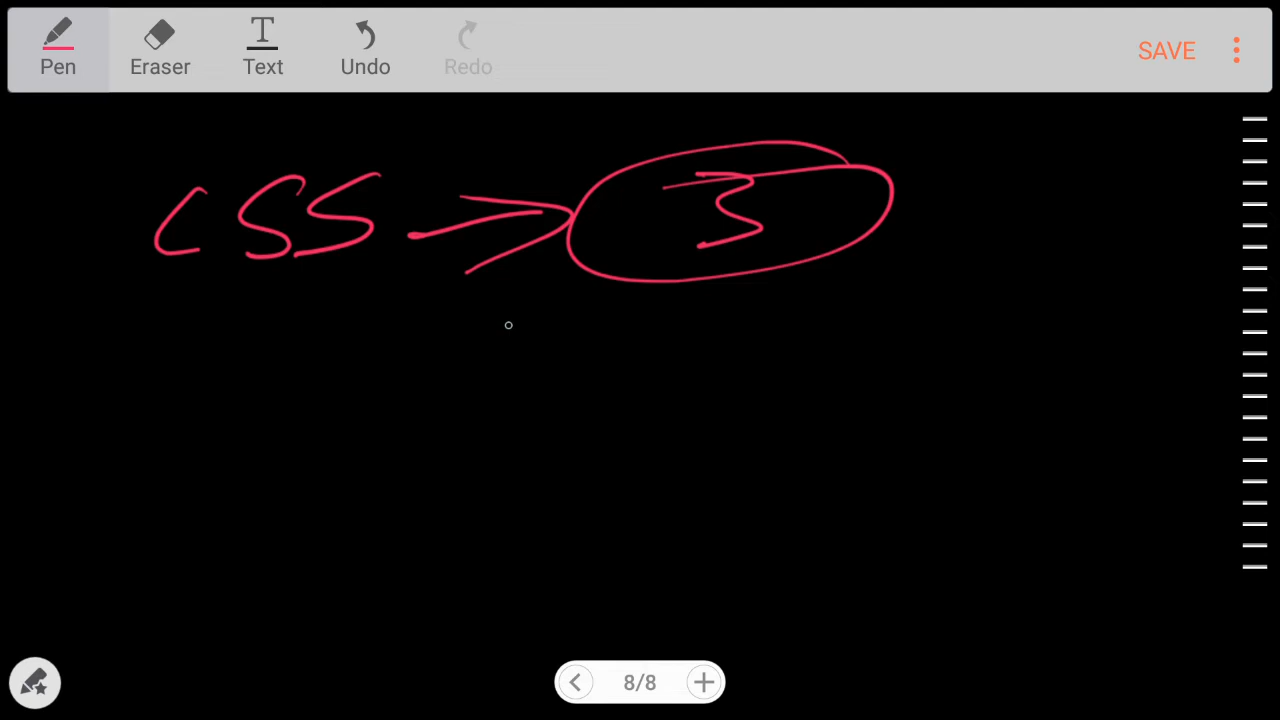 Pen Eraser Text Undo Redo SAVE
CSS → 3
8/8